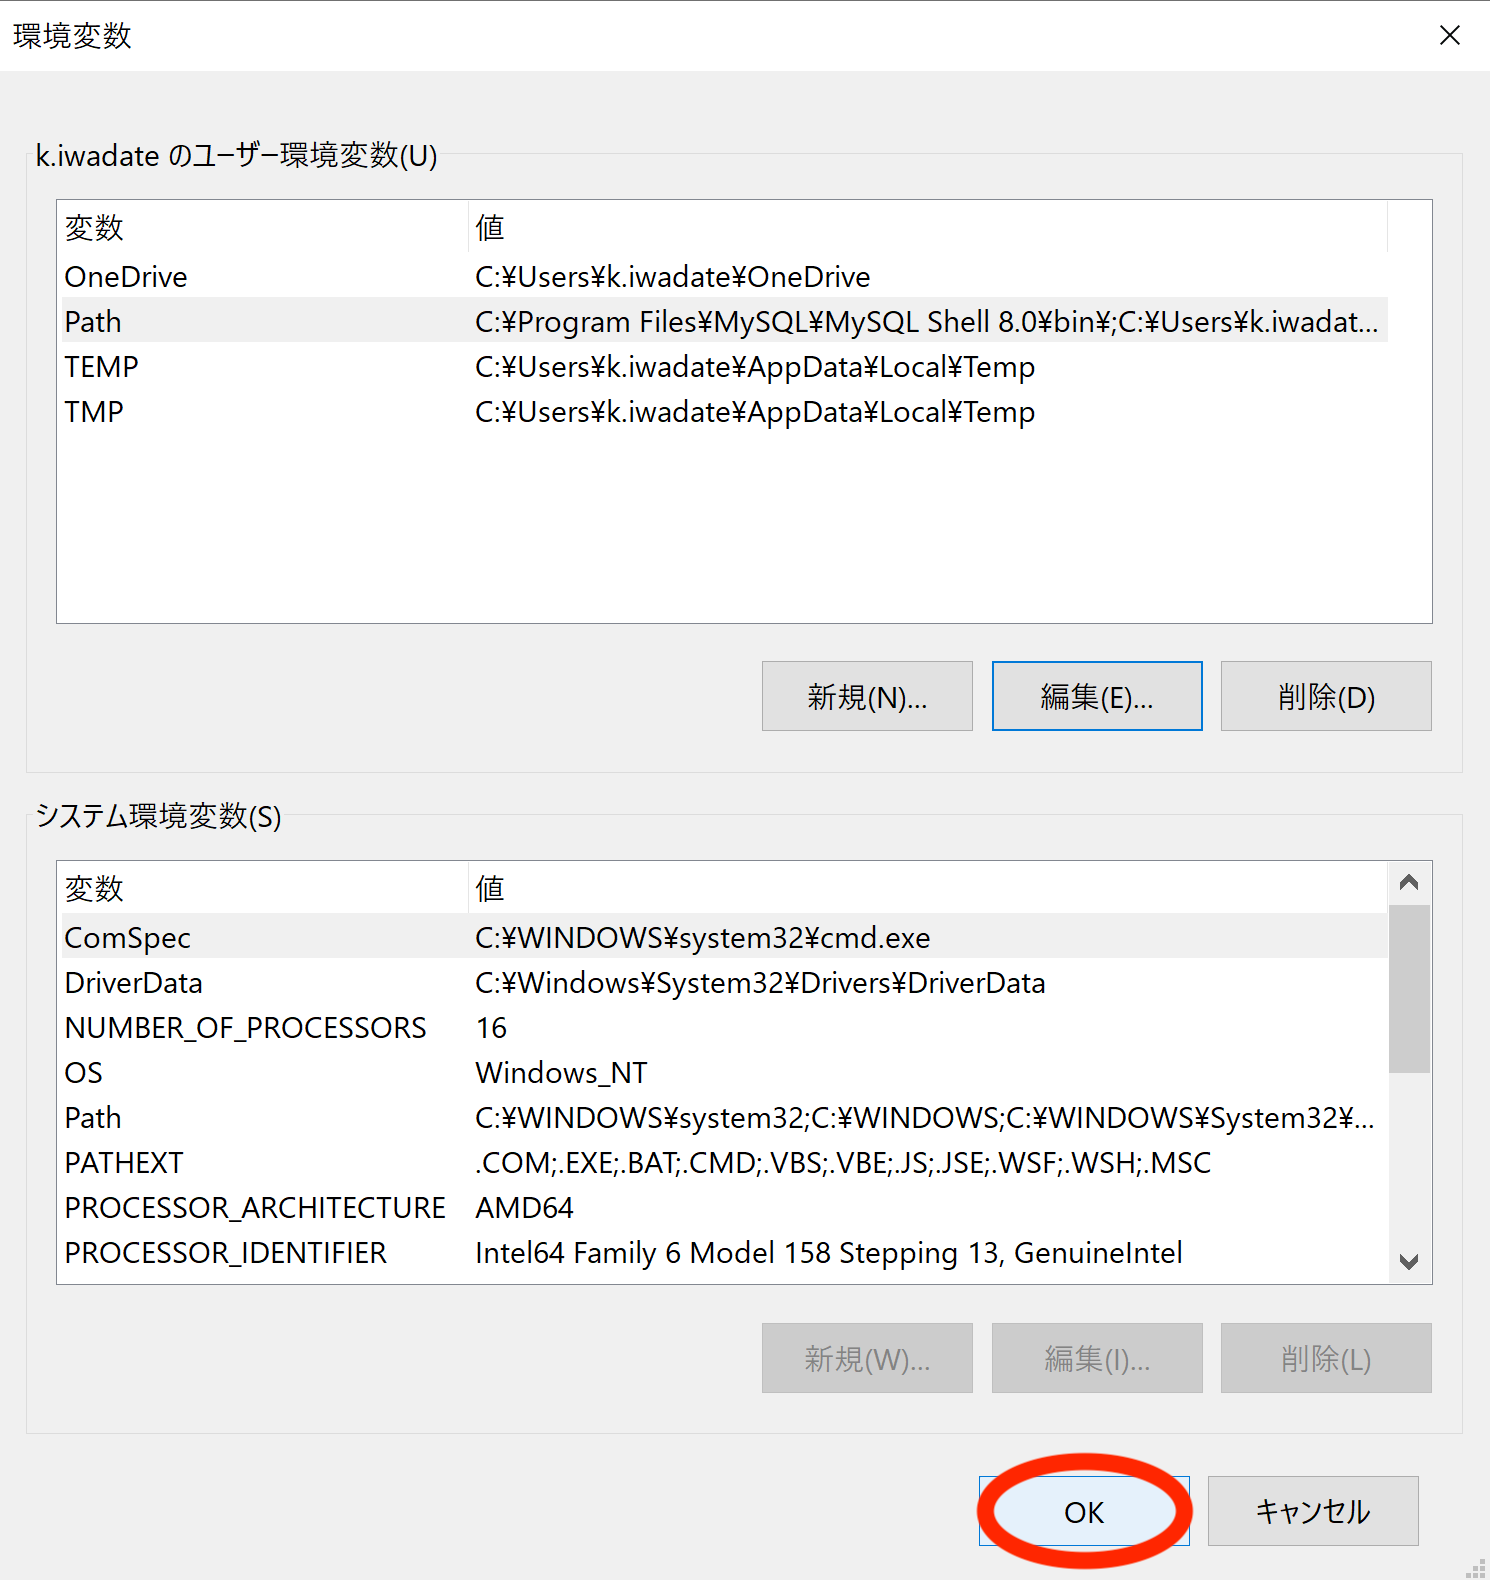 環境変数
k.iwadate のユーザー環境変数(U)
変数 値
OneDrive C:¥Users¥k.iwadate¥OneDrive
Path C:¥Program Files¥MySQL¥MySQL Shell 8.0¥bin¥;C:¥Users¥k.iwadat...
TEMP C:¥Users¥k.iwadate¥AppData¥Local¥Temp
TMP C:¥Users¥k.iwadate¥AppData¥Local¥Temp
新規(N)... 編集(E)... 削除(D)
システム環境変数(S)
変数 値
ComSpec C:¥WINDOWS¥system32¥cmd.exe
DriverData C:¥Windows¥System32¥Drivers¥DriverData
NUMBER_OF_PROCESSORS 16
OS Windows_NT
Path C:¥WINDOWS¥system32;C:¥WINDOWS;C:¥WINDOWS¥System32¥...
PATHEXT .COM;.EXE;.BAT;.CMD;.VBS;.VBE;.JS;.JSE;.WSF;.WSH;.MSC
PROCESSOR_ARCHITECTURE AMD64
PROCESSOR_IDENTIFIER Intel64 Family 6 Model 158 Stepping 13, GenuineIntel
新規(W)... 編集(I)... 削除(L)
OK キャンセル